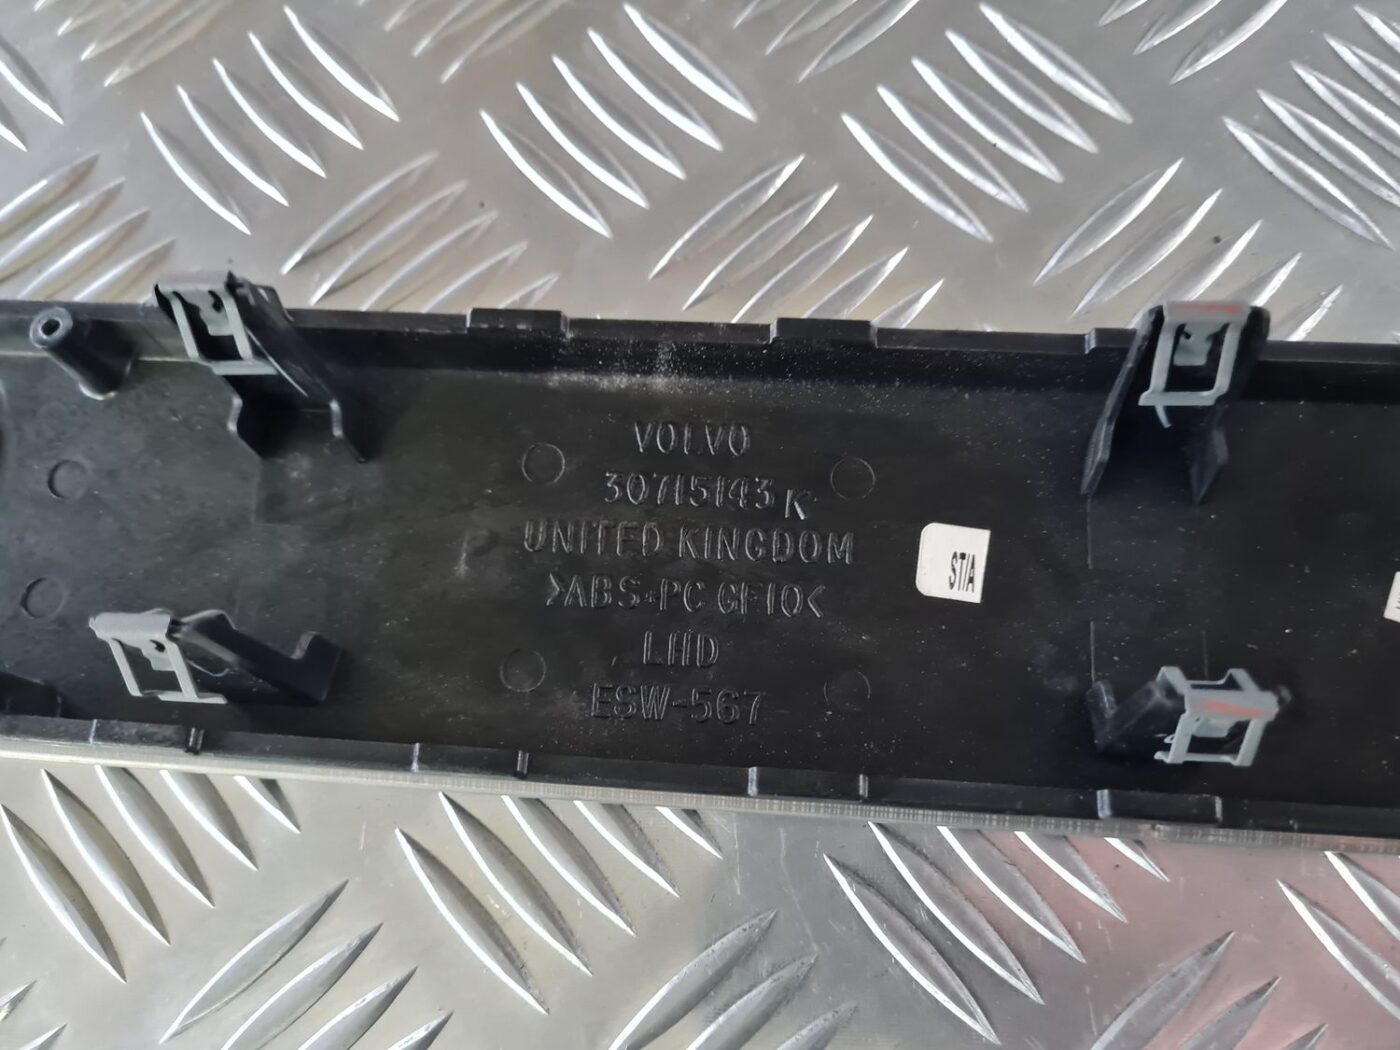 VOLVO
30715143 K
UNITED KINGDOM
>ABS+PC GF10<
LHD
ESW-567
ST/A